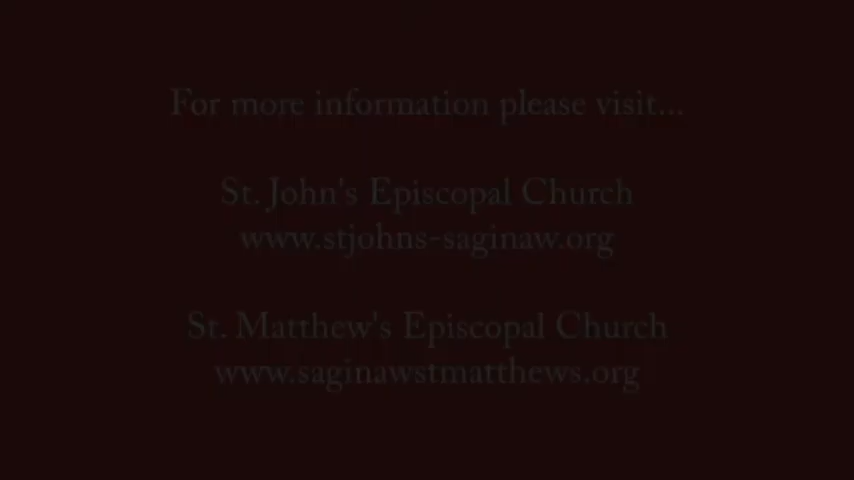 For more information please visit...
St. John's Episcopal Church
www.stjohns-saginaw.org
St. Matthew's Episcopal Church
www.saginawstmatthews.org